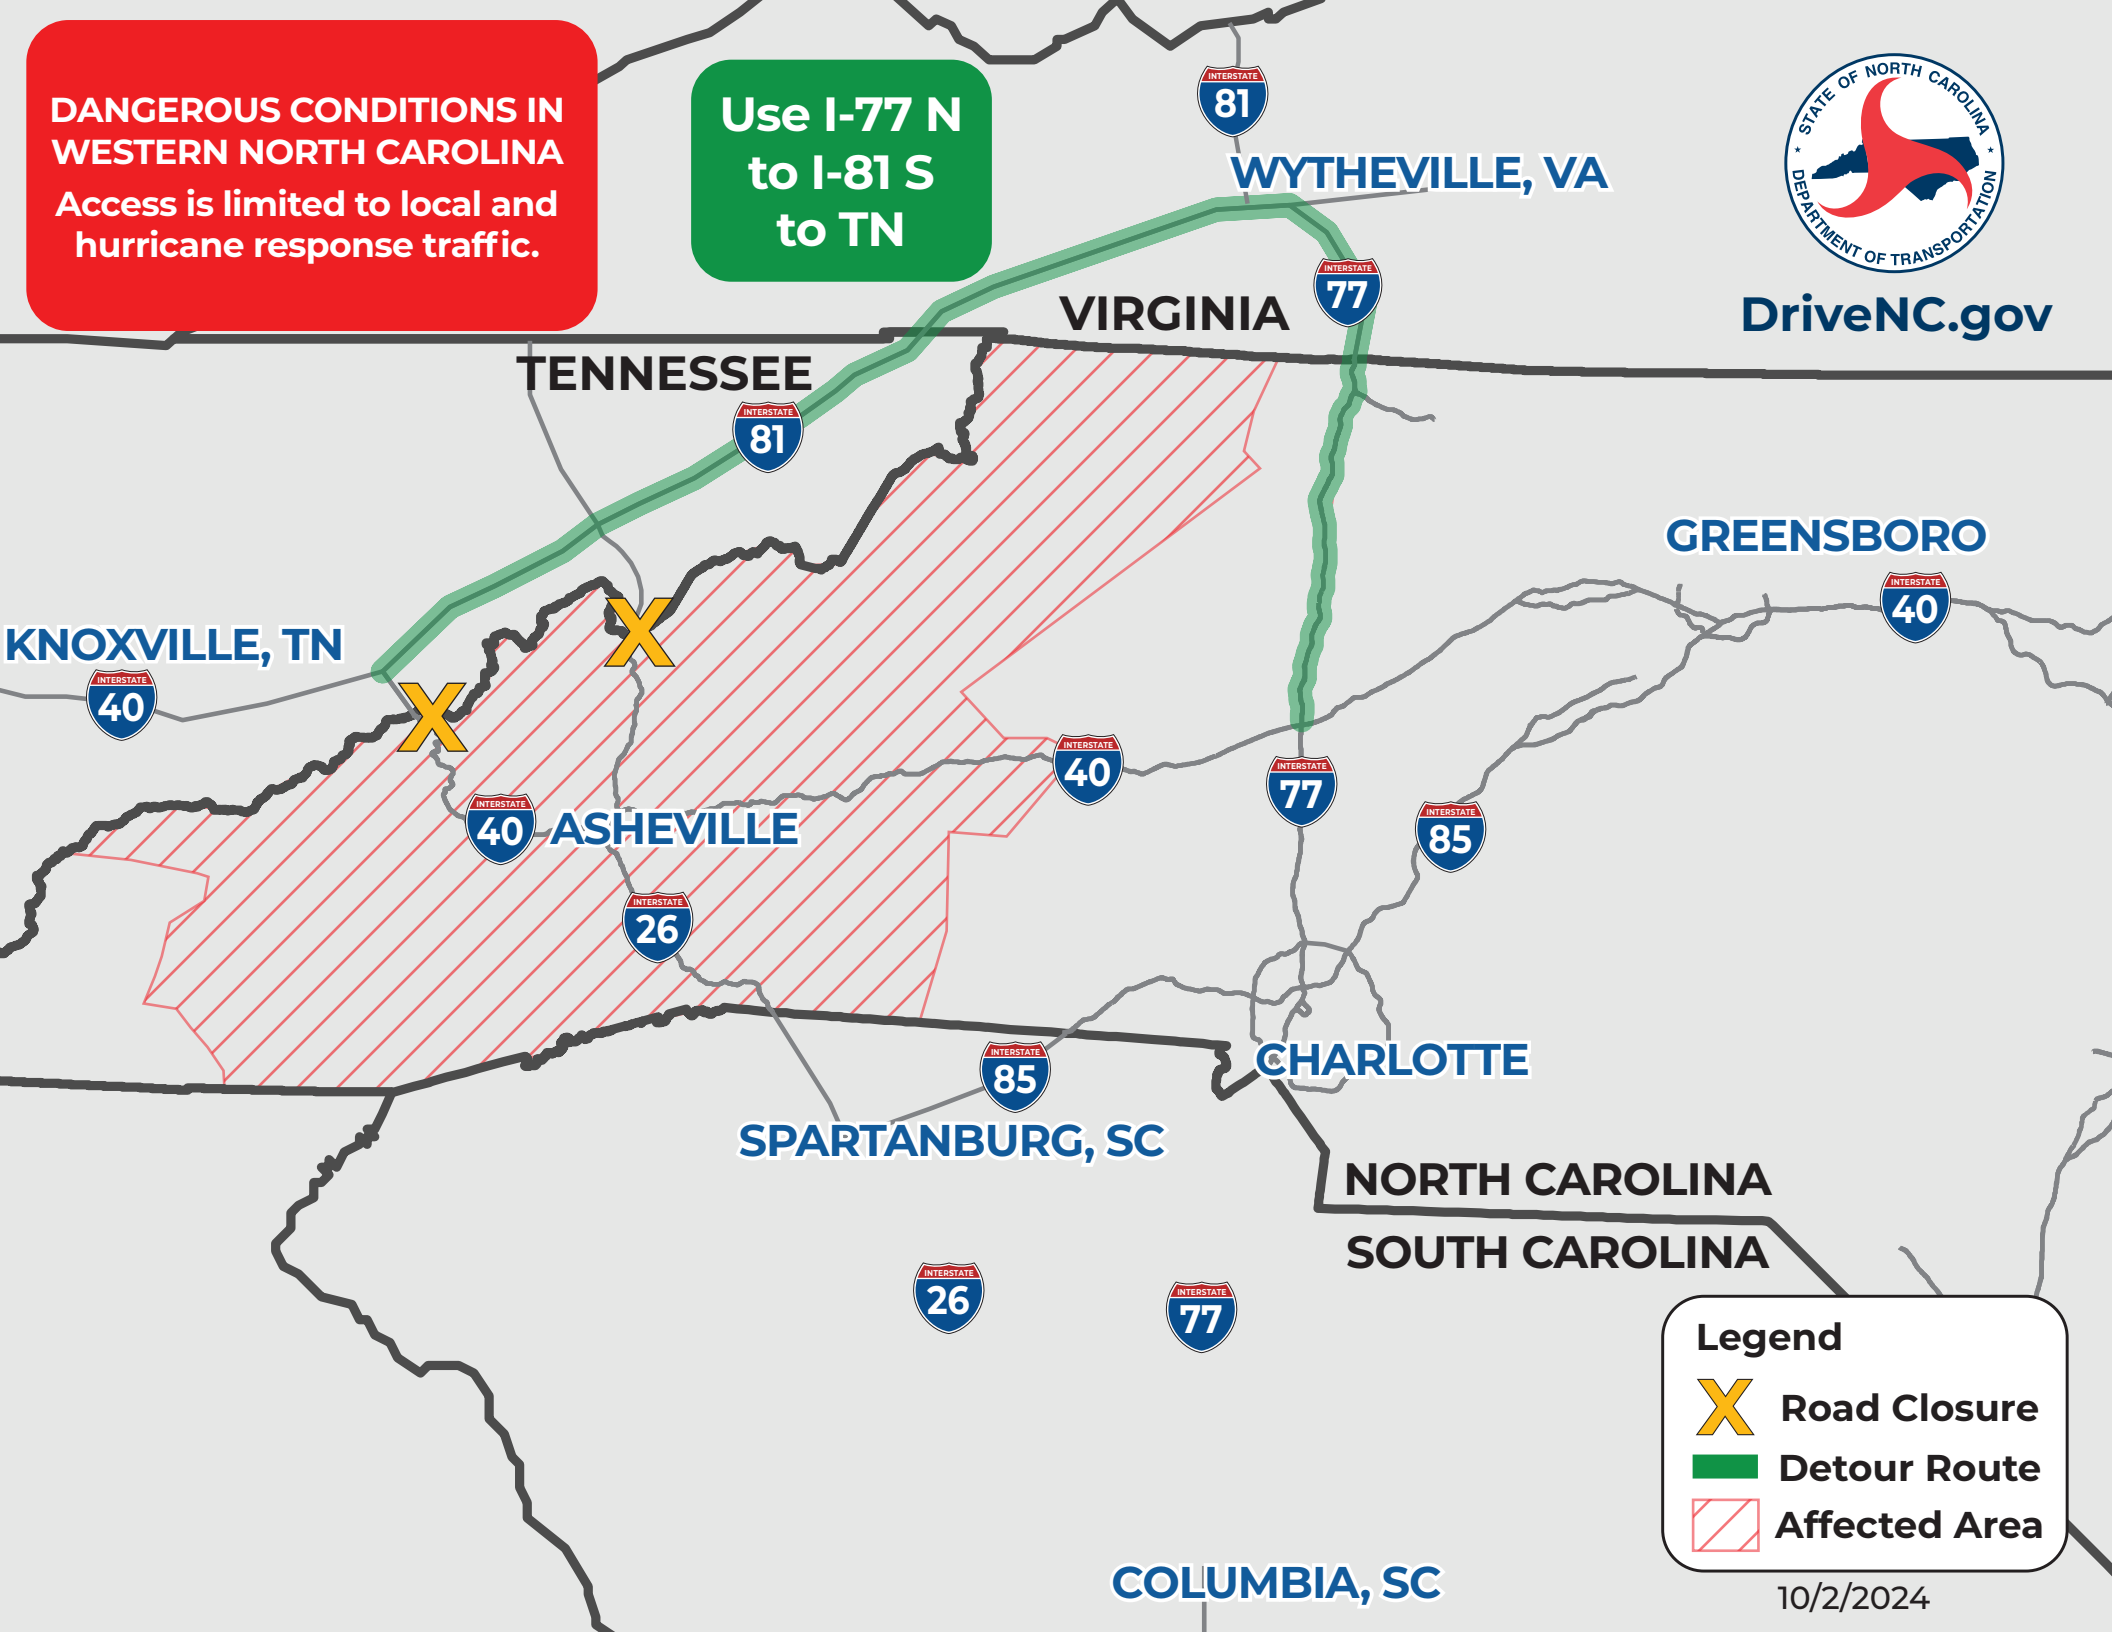 DANGEROUS CONDITIONS IN
WESTERN NORTH CAROLINA
Access is limited to local and
hurricane response traffic.
Use I-77 N
to I-81 S
to TN
INTERSTATE
81
STATE OF NORTH CAROLINA
DEPARTMENT OF TRANSPORTATION
DriveNC.gov
WYTHEVILLE, VA
INTERSTATE
77
VIRGINIA
TENNESSEE
INTERSTATE
81
GREENSBORO
INTERSTATE
40
KNOXVILLE, TN
INTERSTATE
40
X
X
INTERSTATE
40
INTERSTATE
77
INTERSTATE
40
ASHEVILLE
INTERSTATE
85
INTERSTATE
26
INTERSTATE
85
CHARLOTTE
SPARTANBURG, SC
NORTH CAROLINA
SOUTH CAROLINA
INTERSTATE
26
INTERSTATE
77
Legend
X Road Closure
Detour Route
Affected Area
COLUMBIA, SC
10/2/2024